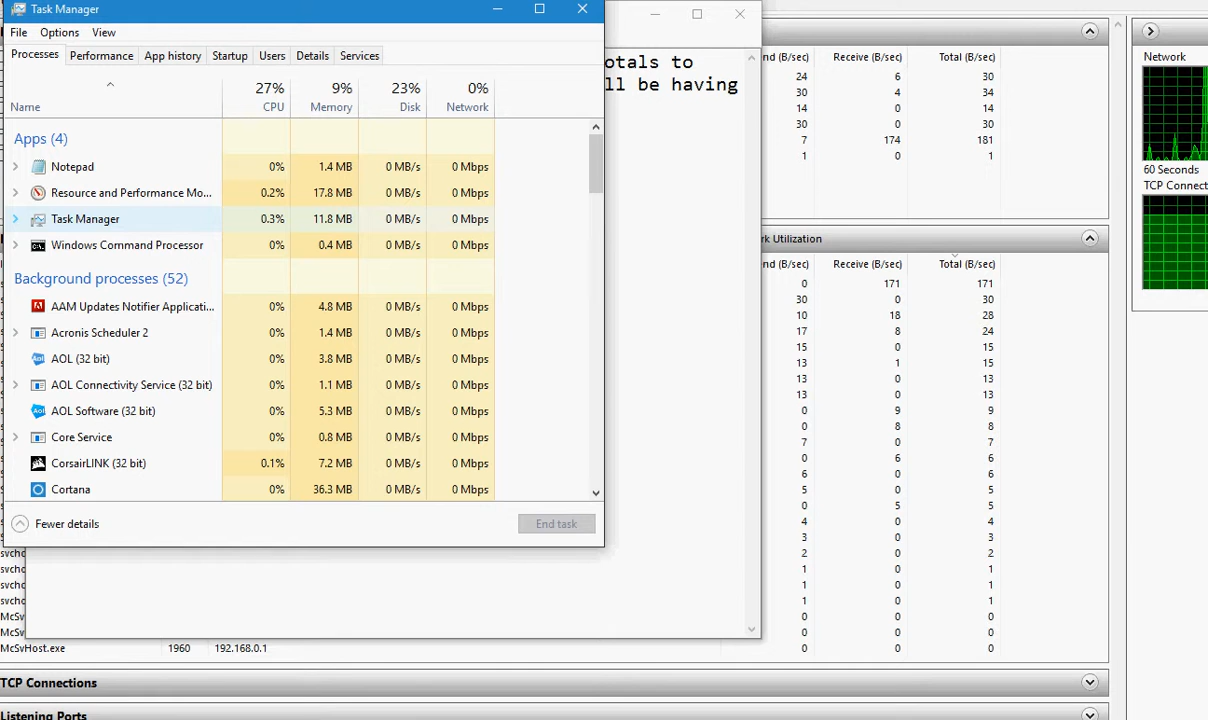 Task Manager
File Options View
Processes Performance App history Startup Users Details Services
27% 9% 23% 0%
Name CPU Memory Disk Network
Apps (4)
Notepad 0% 1.4 MB 0 MB/s 0 Mbps
Resource and Performance Mo... 0.2% 17.8 MB 0 MB/s 0 Mbps
Task Manager 0.3% 11.8 MB 0 MB/s 0 Mbps
Windows Command Processor 0% 0.4 MB 0 MB/s 0 Mbps
Background processes (52)
AAM Updates Notifier Applicati... 0% 4.8 MB 0 MB/s 0 Mbps
Acronis Scheduler 2 0% 1.4 MB 0 MB/s 0 Mbps
AOL (32 bit) 0% 3.8 MB 0 MB/s 0 Mbps
AOL Connectivity Service (32 bit) 0% 1.1 MB 0 MB/s 0 Mbps
AOL Software (32 bit) 0% 5.3 MB 0 MB/s 0 Mbps
Core Service 0% 0.8 MB 0 MB/s 0 Mbps
CorsairLINK (32 bit) 0.1% 7.2 MB 0 MB/s 0 Mbps
Cortana 0% 36.3 MB 0 MB/s 0 Mbps
Fewer details End task
otals to
ll be having
nd (B/sec) Receive (B/sec) Total (B/sec)
24 6 30
30 4 34
14 0 14
30 0 30
7 174 181
1 0 1
rk Utilization
nd (B/sec) Receive (B/sec) Total (B/sec)
0 171 171
30 0 30
10 18 28
17 8 24
15 0 15
13 1 15
13 0 13
13 0 13
0 9 9
0 8 8
7 0 7
0 6 6
6 0 6
5 0 5
0 5 5
4 0 4
3 0 3
2 0 2
1 0 1
1 0 1
1 0 1
0 0 0
0 0 0
0 0 0
svcho
svcho
svcho
svcho
McSv
McSv
McSvHost.exe 1960 192.168.0.1
TCP Connections
Listening Ports
Network
60 Seconds
TCP Connect